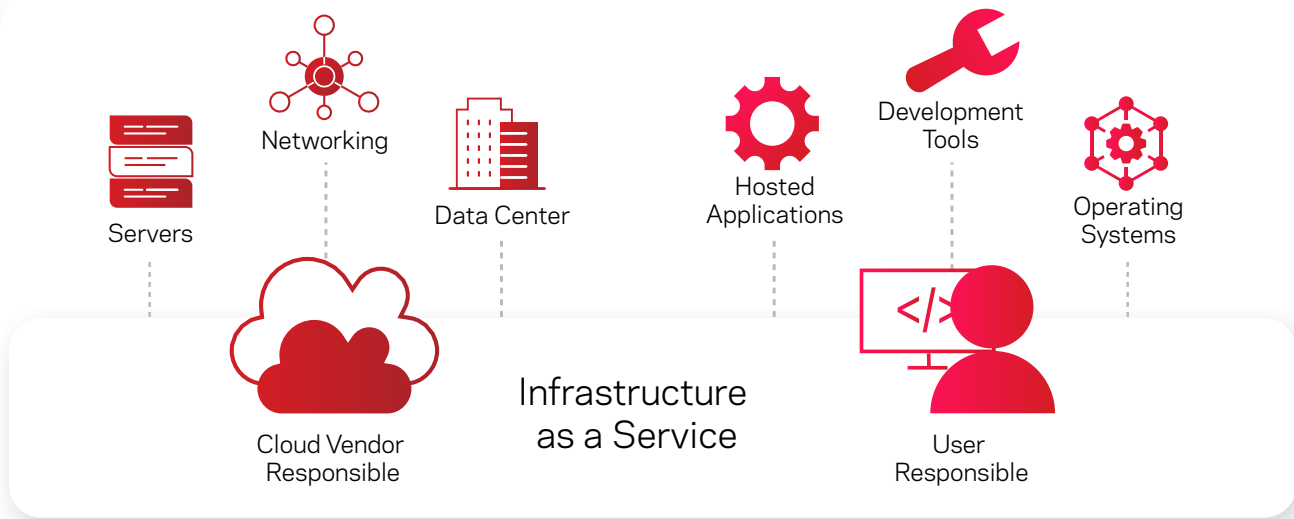 Servers
Networking
Data Center
Hosted
Applications
Development
Tools
Operating
Systems
</>
Cloud Vendor
Responsible
Infrastructure
as a Service
User
Responsible